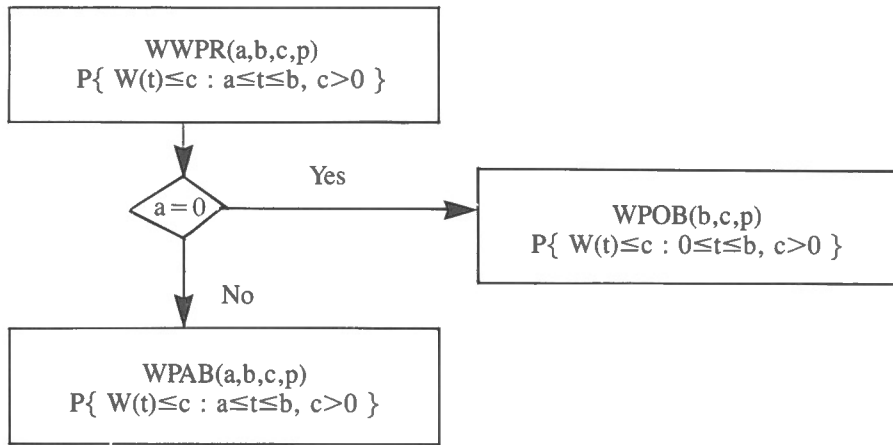 WWPR(a,b,c,p)
P{ W(t)≤c : a≤t≤b, c>0 }
a=0
Yes
WPOB(b,c,p)
P{ W(t)≤c : 0≤t≤b, c>0 }
No
WPAB(a,b,c,p)
P{ W(t)≤c : a≤t≤b, c>0 }